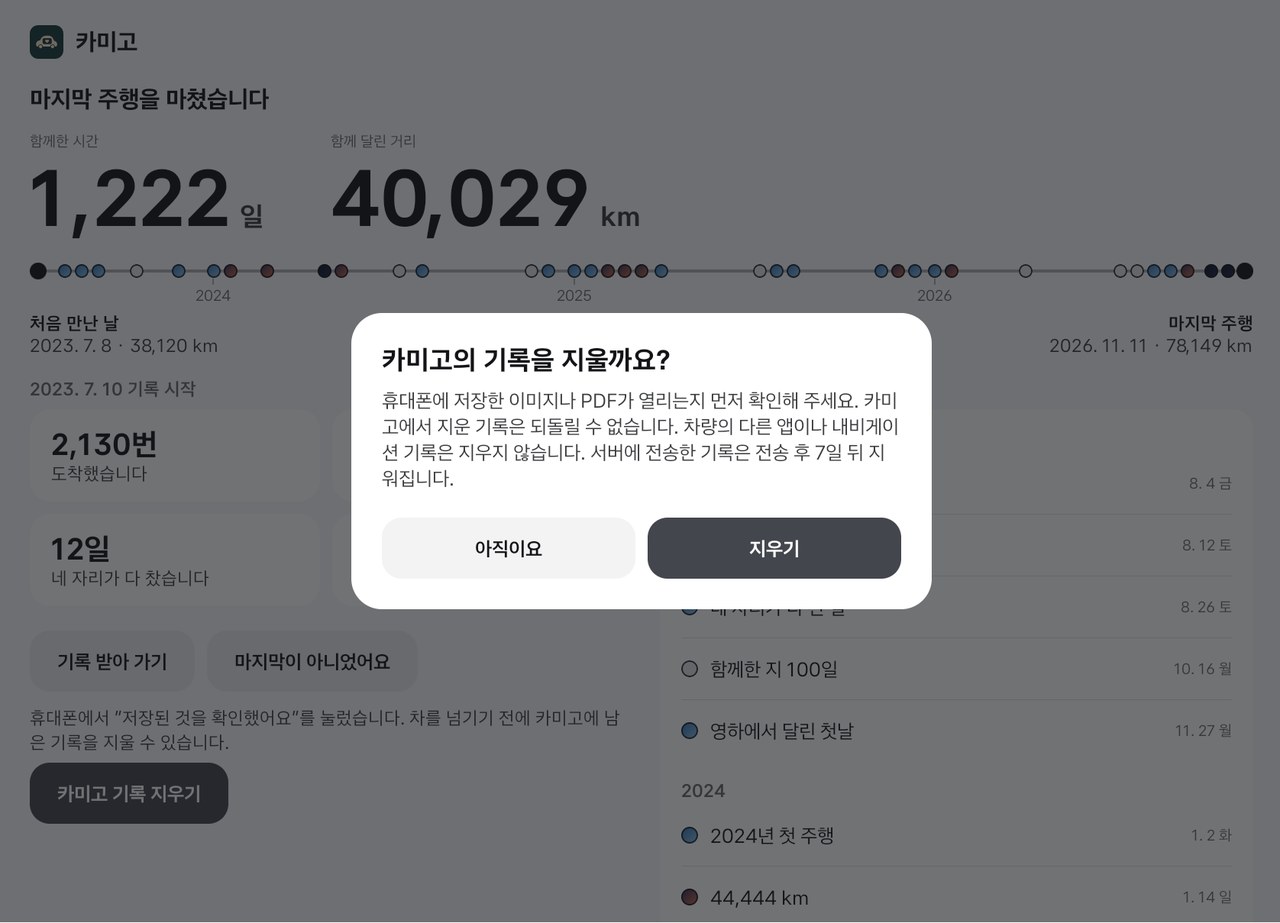 카미고
마지막 주행을 마쳤습니다
함께한 시간
함께 달린 거리
1,222 일
40,029 km
2024
2025
2026
처음 만난 날
2023. 7. 8 · 38,120 km
마지막 주행
2026. 11. 11 · 78,149 km
2023. 7. 10 기록 시작
2,130번
도착했습니다
12일
네 자리가 다 찼습니다
기록 받아 가기
마지막이 아니었어요
휴대폰에서 "저장된 것을 확인했어요"를 눌렀습니다. 차를 넘기기 전에 카미고에 남
은 기록을 지울 수 있습니다.
카미고 기록 지우기
카미고의 기록을 지울까요?
휴대폰에 저장한 이미지나 PDF가 열리는지 먼저 확인해 주세요. 카미
고에서 지운 기록은 되돌릴 수 없습니다. 차량의 다른 앱이나 내비게이
션 기록은 지우지 않습니다. 서버에 전송한 기록은 전송 후 7일 뒤 지
워집니다.
아직이요
지우기
8. 4 금
8. 12 토
8. 26 토
함께한 지 100일
10. 16 월
영하에서 달린 첫날
11. 27 월
2024
2024년 첫 주행
1. 2 화
44,444 km
1. 14 일